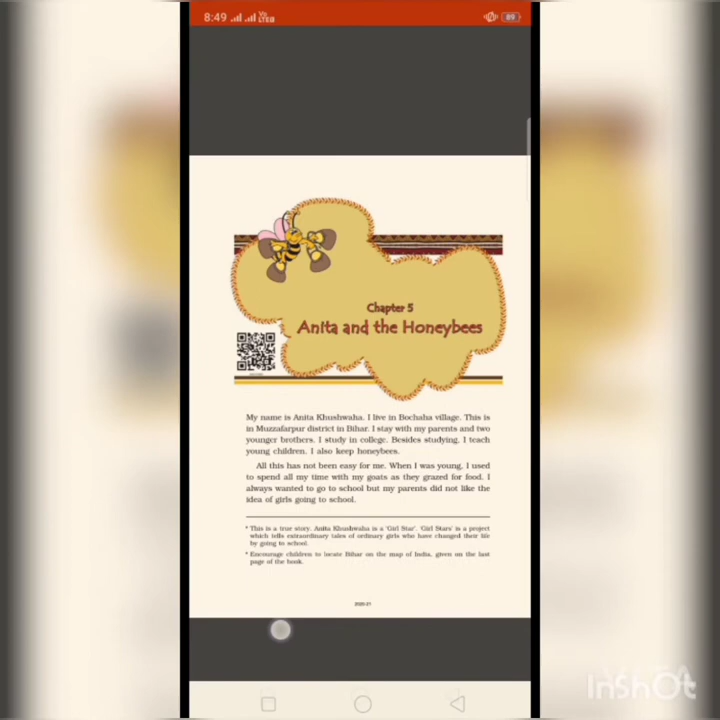 8:49
89
Chapter 5
Anita and the Honeybees
My name is Anita Khushwaha. I live in Bochaha village. This is
in Muzzafarpur district in Bihar. I stay with my parents and two
younger brothers. I study in college. Besides studying, I teach
young children. I also keep honeybees.
All this has not been easy for me. When I was young, I used
to spend all my time with my goats as they grazed for food. I
always wanted to go to school but my parents did not like the
idea of girls going to school.
* This is a true story. Anita Khushwaha is a 'Girl Star'. 'Girl Stars' is a project
which tells extraordinary tales of ordinary girls who have changed their life
by going to school.
* Encourage children to locate Bihar on the map of India, given on the last
page of the book.
2020-21
InShOt